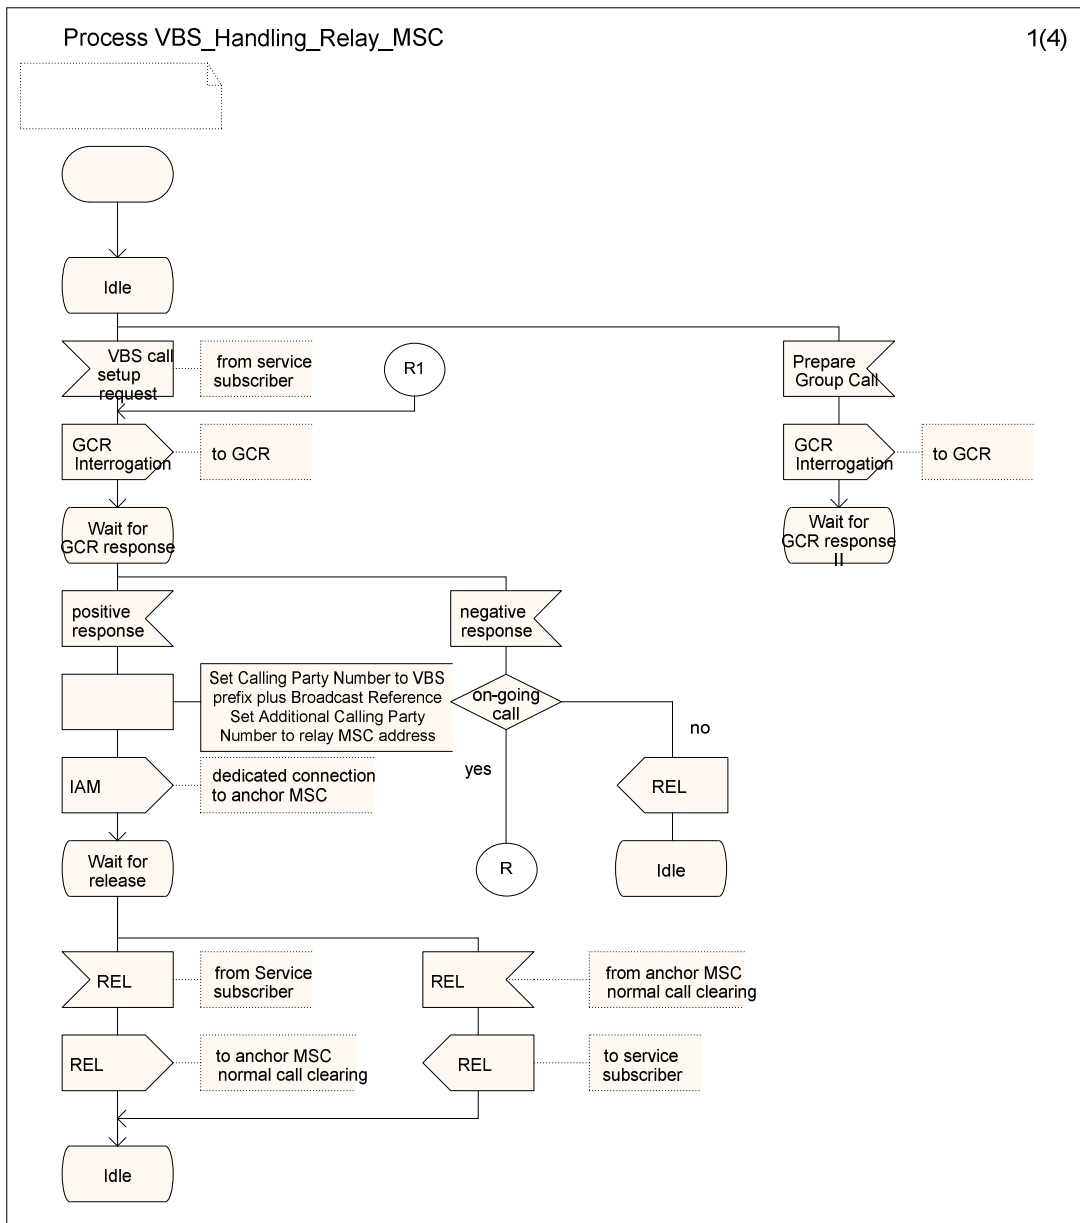 Process VBS_Handling_Relay_MSC
1(4)
Idle
VBS call
setup
request
from service
subscriber
R1
Prepare
Group Call
GCR
Interrogation
to GCR
GCR
Interrogation
to GCR
Wait for
GCR response
Wait for
GCR response
II
positive
response
negative
response
Set Calling Party Number to VBS
prefix plus Broadcast Reference
Set Additional Calling Party
Number to relay MSC address
on-going
call
no
yes
IAM
dedicated connection
to anchor MSC
REL
Wait for
release
R
Idle
REL
from Service
subscriber
REL
from anchor MSC
normal call clearing
REL
to anchor MSC
normal call clearing
REL
to service
subscriber
Idle